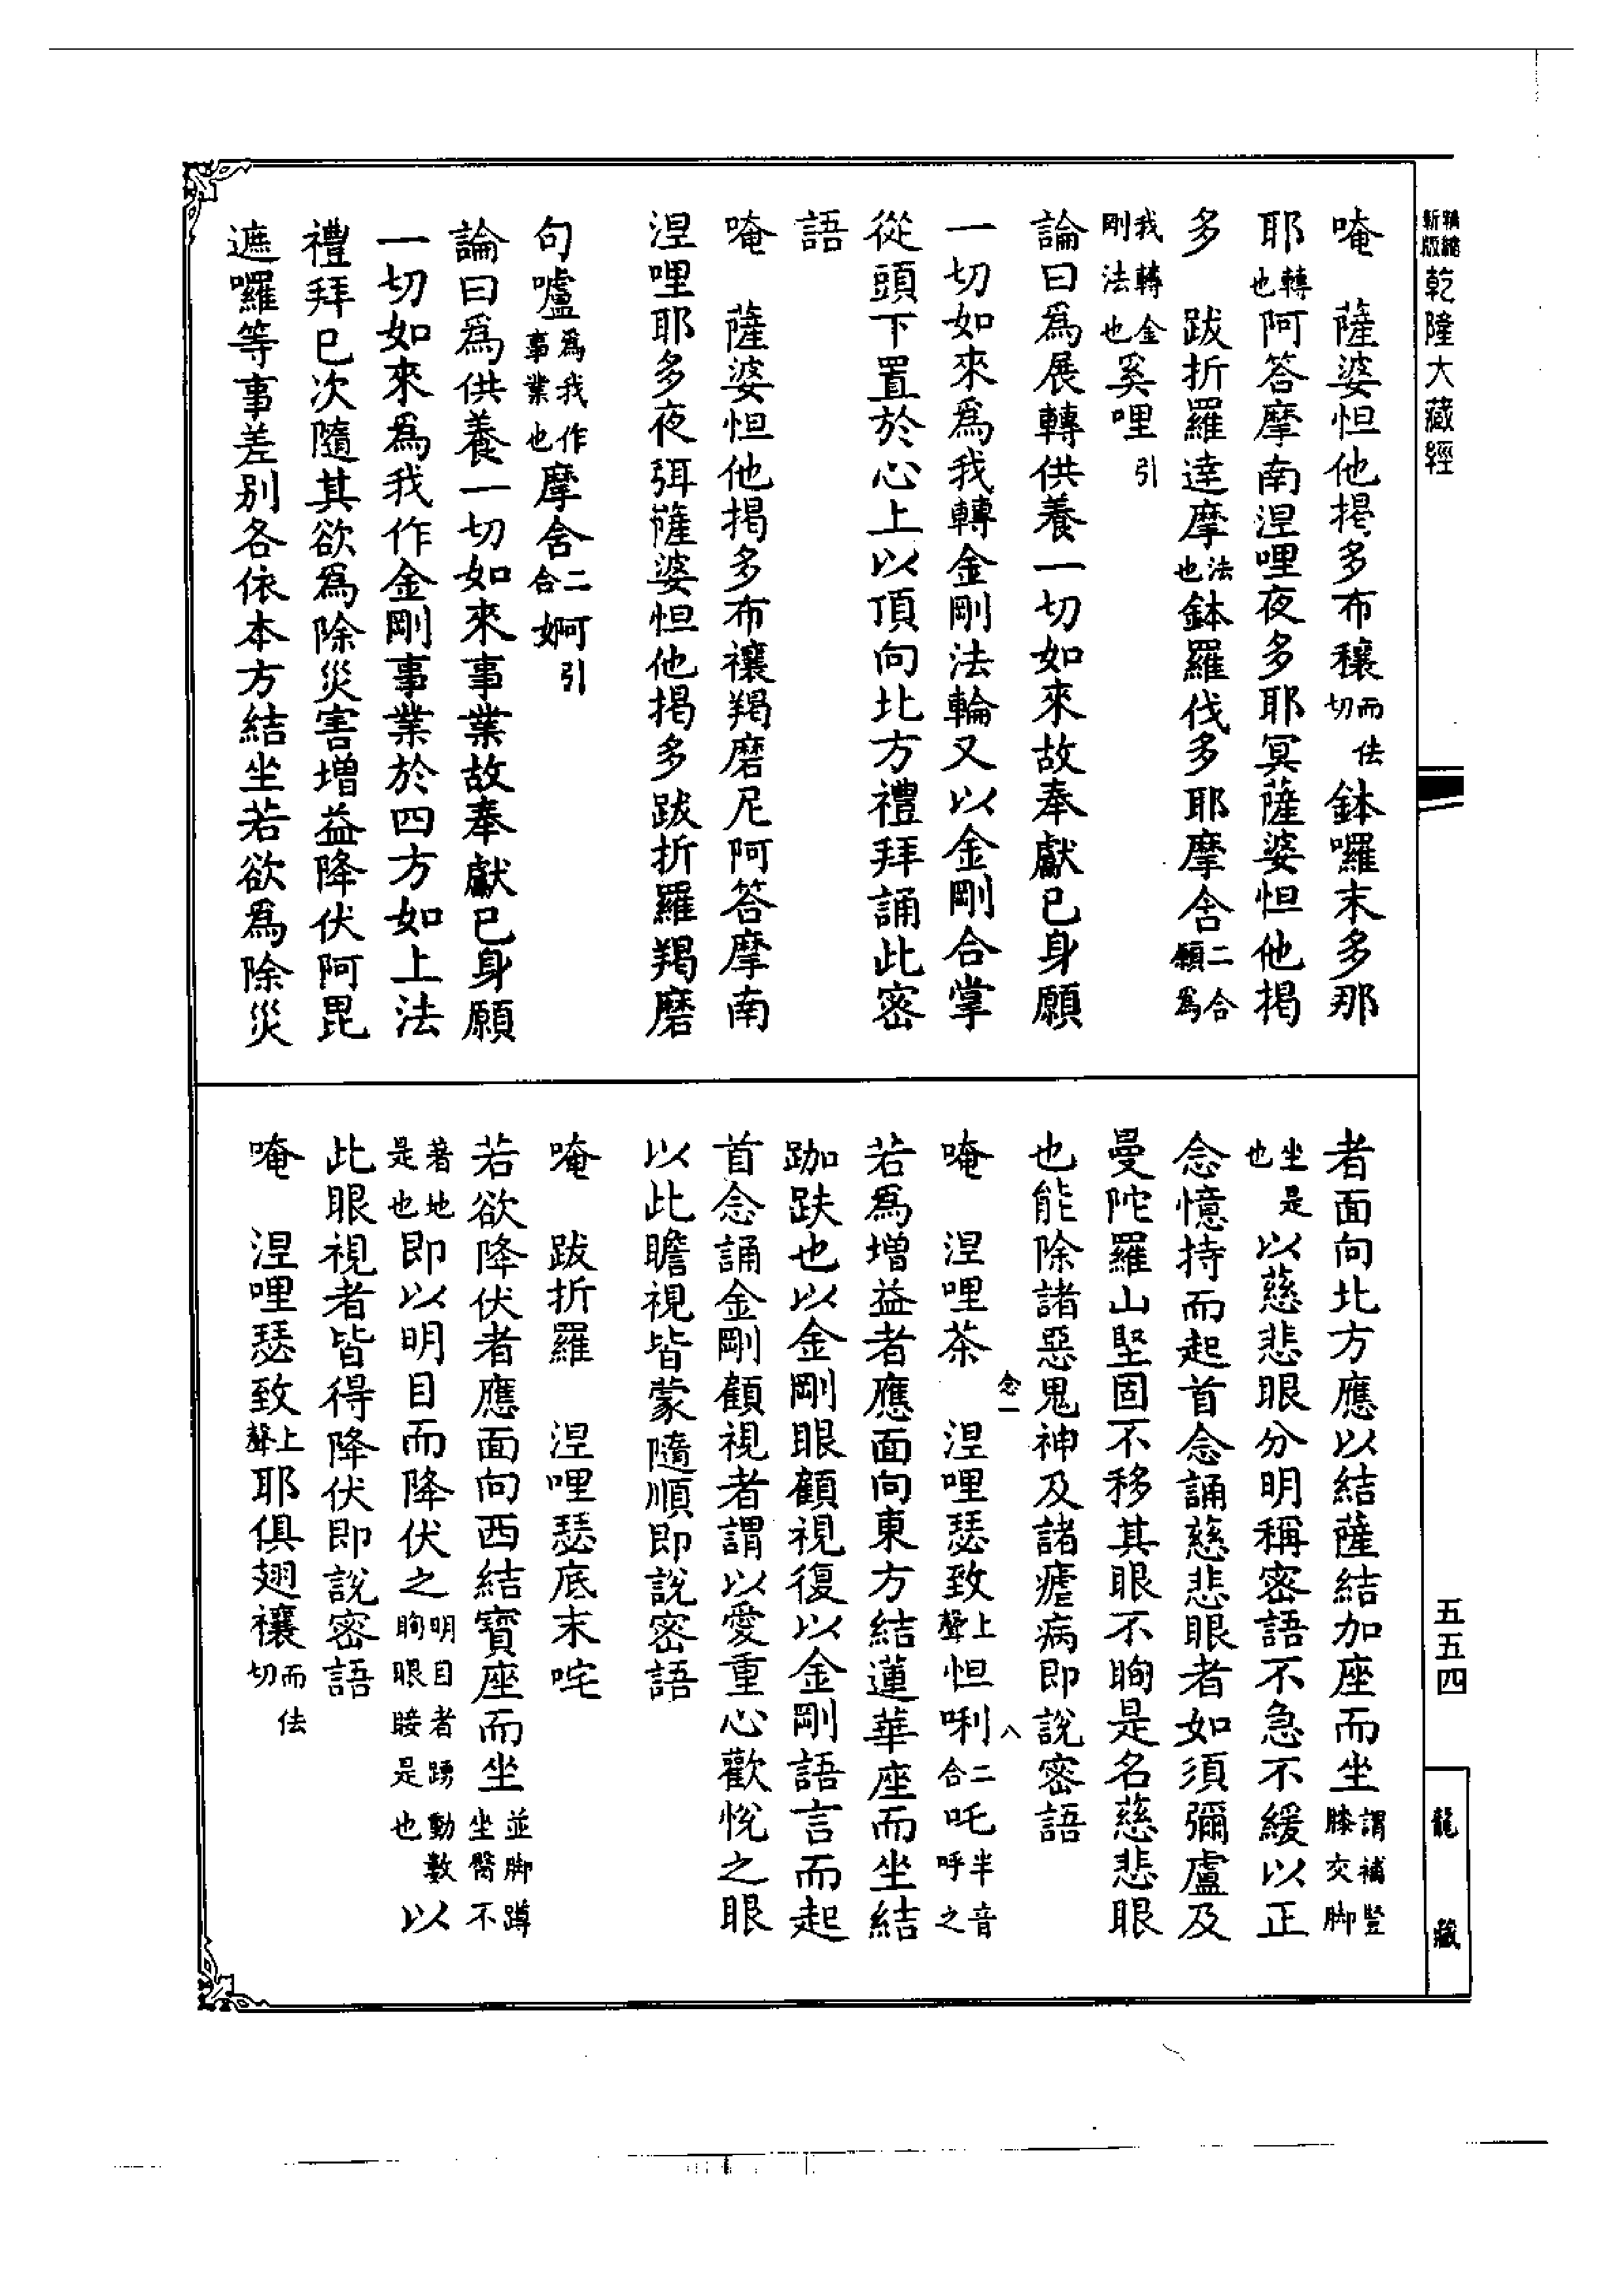 新版精縮乾隆大藏經
唵　薩婆怛他揭多布穰而佉切鉢囉末多那
耶轉也阿答摩南涅哩夜多耶冥薩婆怛他揭
多　跋折羅達摩法也鉢羅伐多耶摩含二合願為
我轉金剛法也奚哩引
論曰爲展轉供養一切如來故奉獻已身願
一切如來爲我轉金剛法輪又以金剛合掌
從頭下置於心上以頂向北方禮拜誦此密
語
唵　薩婆怛他揭多布禳羯磨尼阿答摩南
涅哩耶多夜弭薩婆怛他揭多跋折羅羯磨
句嚧爲我作事業也摩含二合婀引
論曰爲供養一切如來事業故奉獻已身願
一切如來爲我作金剛事業於四方如上法
禮拜已次隨其欲爲除災害增益降伏阿毘
遮囉等事差别各依本方結坐若欲爲除災
者面向北方應以結薩結加座而坐謂補豎膝交脚
坐是也以慈悲眼分明稱密語不急不緩以正
念憶持而起首念誦慈悲眼者如須彌盧及
曼陀羅山堅固不移其眼不眴是名慈悲眼
也能除諸惡鬼神及諸瘧病即說密語
念一　八
唵　涅哩茶　涅哩瑟致上聲怛唎二合吒半音呼之
若爲增益者應面向東方結蓮華座而坐結
跏趺也以金剛眼顧視復以金剛語言而起
首念誦金剛顧視者謂以愛重心歡悅之眼
以此瞻視皆蒙隨順即說密語
唵　跋折羅　涅哩瑟底末咤
若欲降伏者應面向西結寶座而坐並脚蹲坐臀不
著地是也即以明目而降伏之明目者踴動數眴眼睫是也以
此眼視者皆得降伏即說密語
唵　涅哩瑟致上聲耶俱翅禳而佉切
五五四
龍藏